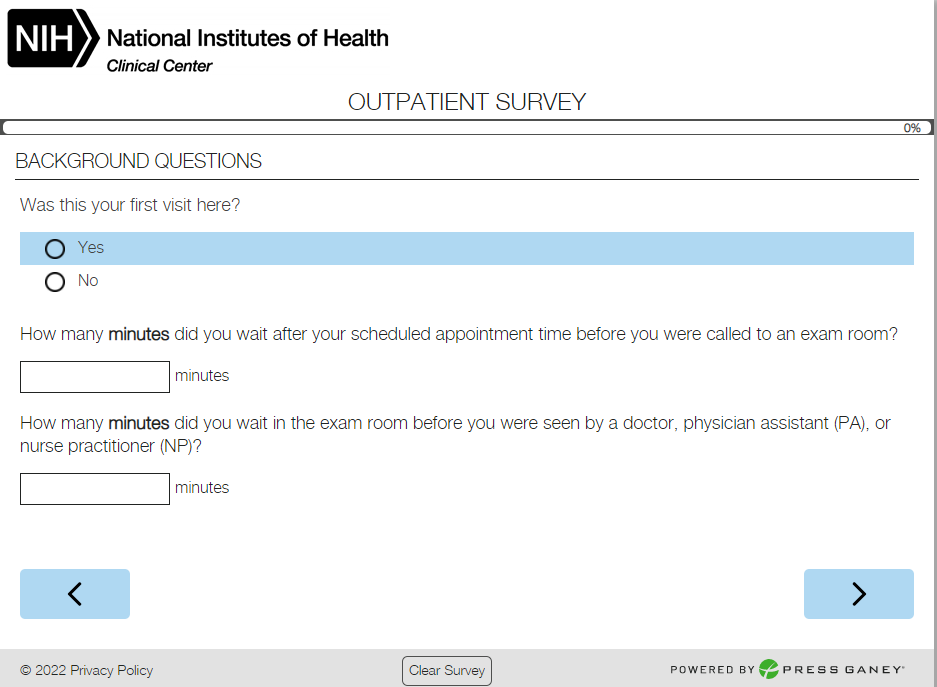 NIH National Institutes of Health
Clinical Center
OUTPATIENT SURVEY
0%
BACKGROUND QUESTIONS
Was this your first visit here?
Yes
No
How many minutes did you wait after your scheduled appointment time before you were called to an exam room?
minutes
How many minutes did you wait in the exam room before you were seen by a doctor, physician assistant (PA), or
nurse practitioner (NP)?
minutes
© 2022 Privacy Policy
Clear Survey
POWERED BY PRESS GANEY